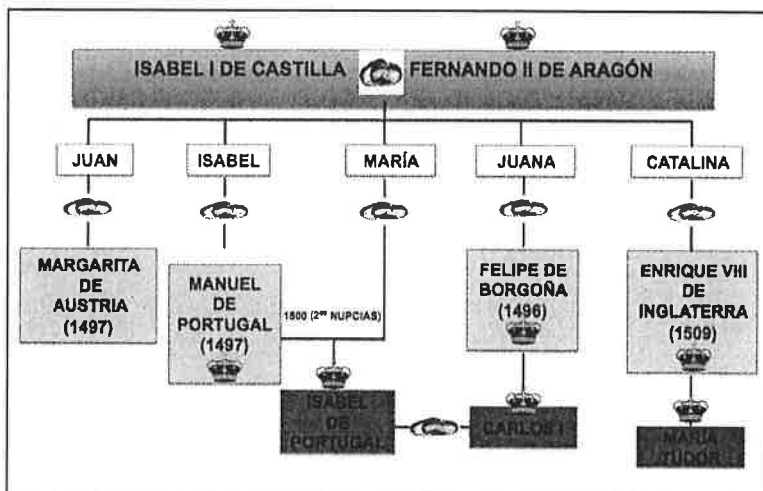 ISABEL I DE CASTILLA FERNANDO II DE ARAGÓN
JUAN
ISABEL
MARÍA
JUANA
CATALINA
MARGARITA
DE
AUSTRIA
(1497)
MANUEL
DE
PORTUGAL
(1497)
1500 (2ᵃˢ NUPCIAS)
FELIPE DE
BORGOÑA
(1496)
ENRIQUE VIII
DE
INGLATERRA
(1509)
ISABEL
DE
PORTUGAL
CARLOS I
MARÍA
TUDOR